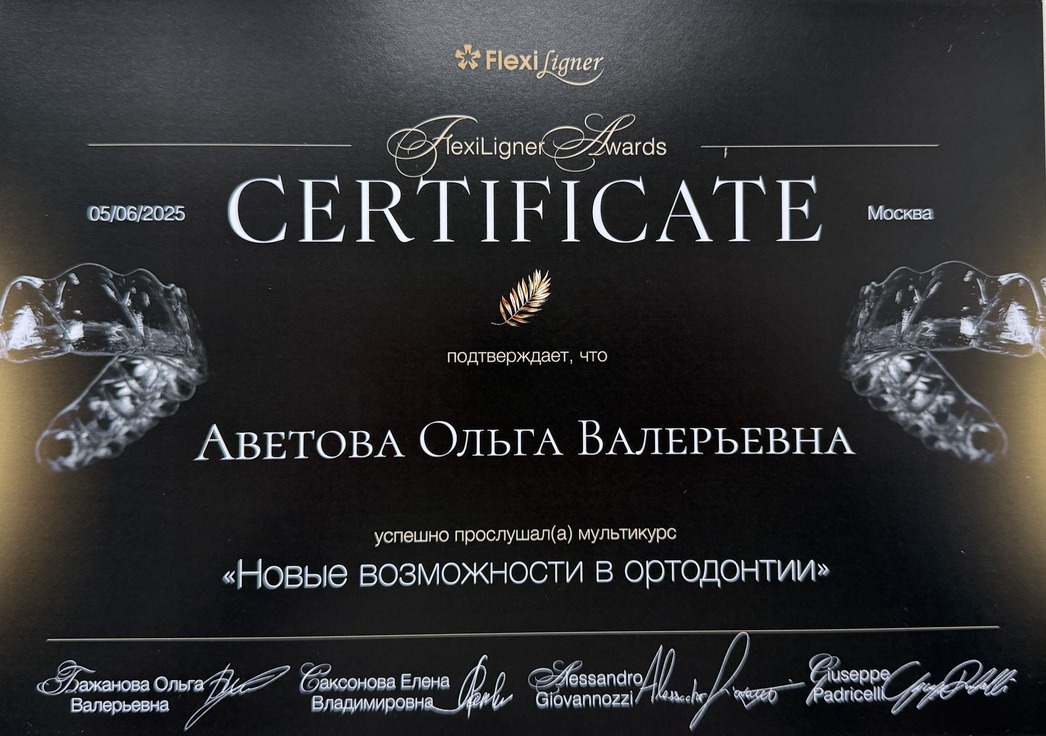 FlexiLigner
FlexiLigner Awards
05/06/2025
CERTIFICATE
Москва
подтверждает, что
Аветова Ольга Валерьевна
успешно прослушал(а) мультикурс
«Новые возможности в ортодонтии»
Бажанова Ольга
Валерьевна
Саксонова Елена
Владимировна
Alessandro
Giovannozzi
Giuseppe
Padricelli